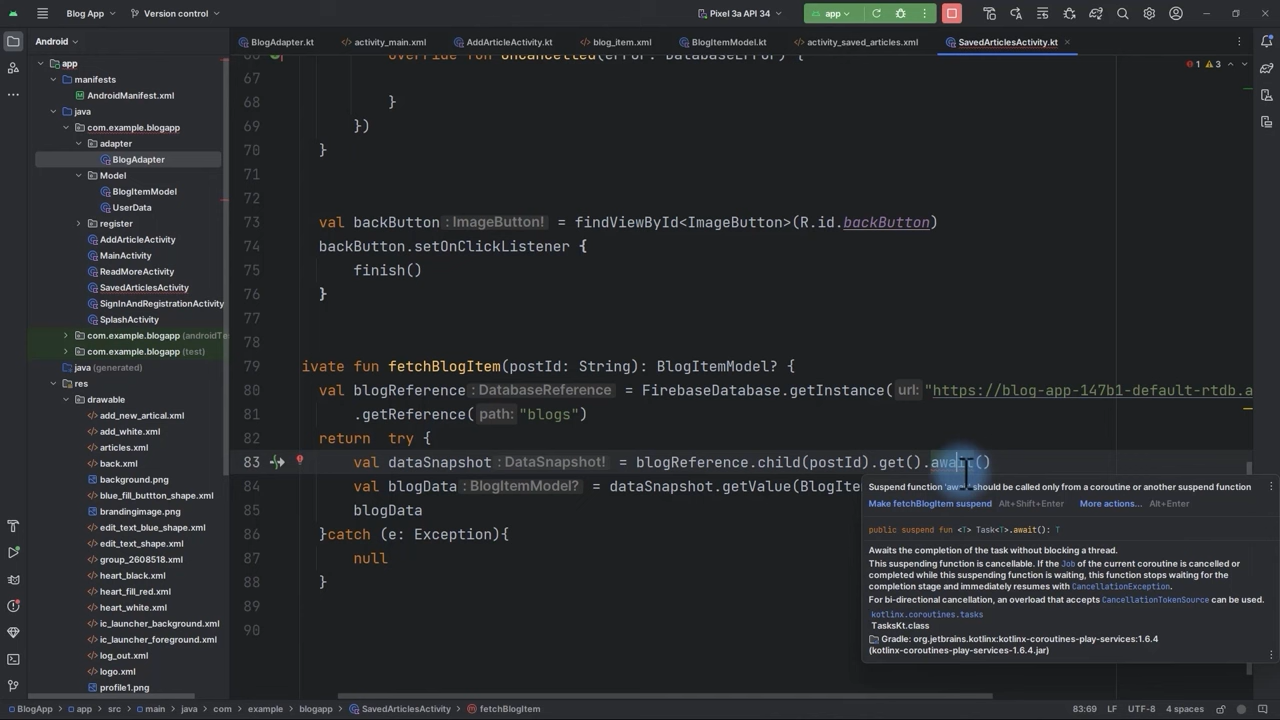 Blog App
Version control
Pixel 3a API 34
app
Android
BlogAdapter.kt
activity_main.xml
AddArticleActivity.kt
blog_item.xml
BlogItemModel.kt
activity_saved_articles.xml
SavedArticlesActivity.kt
1
3
app
manifests
AndroidManifest.xml
java
com.example.blogapp
adapter
BlogAdapter
Model
BlogItemModel
UserData
register
AddArticleActivity
MainActivity
ReadMoreActivity
SavedArticlesActivity
SignInAndRegistrationActivity
SplashActivity
com.example.blogapp (androidTe
com.example.blogapp (test)
java (generated)
res
drawable
add_new_artical.xml
add_white.xml
articles.xml
back.xml
background.png
blue_fill_buttton_shape.xml
brandingimage.png
edit_text_blue_shape.xml
edit_text_shape.xml
group_2608518.xml
heart_black.xml
heart_fill_red.xml
heart_white.xml
ic_launcher_background.xml
ic_launcher_foreground.xml
log_out.xml
logo.xml
profile1.png
66 override fun onCancelled(error: DatabaseError) {
67
68 }
69 })
70 }
71
72
73 val backButton : ImageButton! = findViewById<ImageButton>(R.id.backButton)
74 backButton.setOnClickListener {
75 finish()
76 }
77
78
79 ivate fun fetchBlogItem(postId: String): BlogItemModel? {
80 val blogReference : DatabaseReference = FirebaseDatabase.getInstance( url: "https://blog-app-147b1-default-rtdb.a
81 .getReference( path: "blogs")
82 return try {
83 val dataSnapshot : DataSnapshot! = blogReference.child(postId).get().await()
84 val blogData : BlogItemModel? = dataSnapshot.getValue(BlogIte
85 blogData
86 }catch (e: Exception){
87 null
88 }
89
90
Suspend function 'await' should be called only from a coroutine or another suspend function
Make fetchBlogItem suspend Alt+Shift+Enter More actions... Alt+Enter
public suspend fun <T> Task<T>.await(): T
Awaits the completion of the task without blocking a thread.
This suspending function is cancellable. If the Job of the current coroutine is cancelled or
completed while this suspending function is waiting, this function stops waiting for the
completion stage and immediately resumes with CancellationException.
For bi-directional cancellation, an overload that accepts CancellationTokenSource can be used.
kotlinx.coroutines.tasks
TasksKt.class
Gradle: org.jetbrains.kotlinx:kotlinx-coroutines-play-services:1.6.4
(kotlinx-coroutines-play-services-1.6.4.jar)
BlogApp > app > src > main > java > com > example > blogapp > SavedArticlesActivity > fetchBlogItem
83:69 LF UTF-8 4 spaces